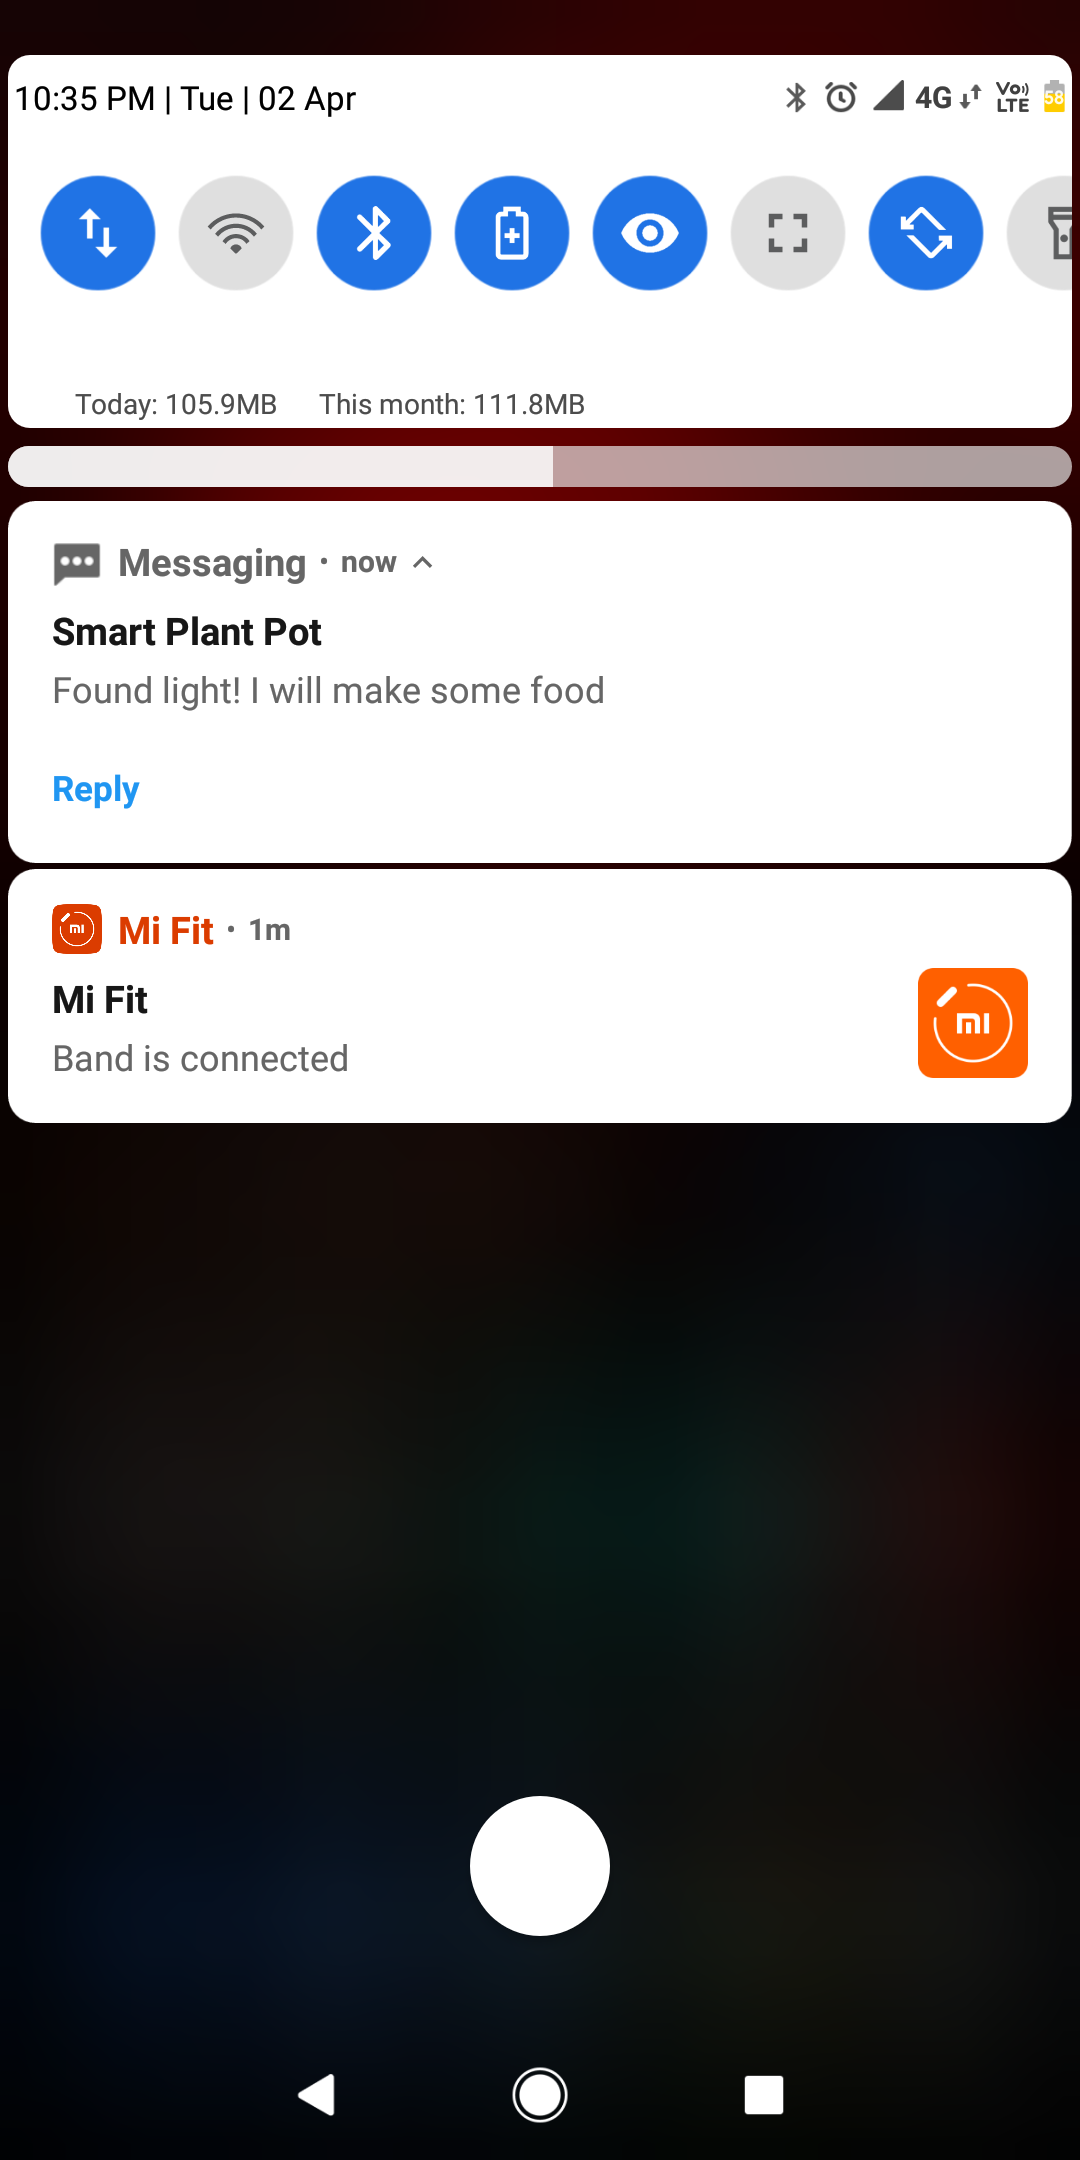 10:35 PM | Tue | 02 Apr 4G Vo)) LTE 58
Today: 105.9MB This month: 111.8MB
Messaging · now
Smart Plant Pot
Found light! I will make some food
Reply
Mi Fit · 1m
Mi Fit
Band is connected